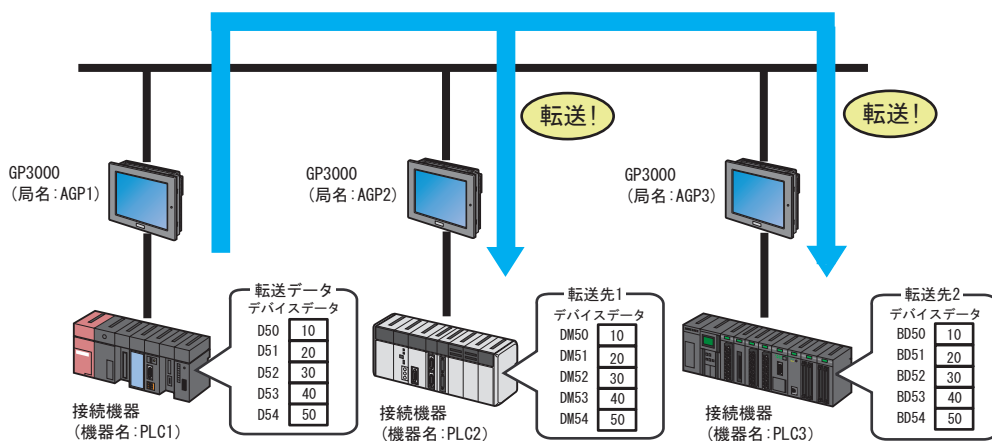 転送!
転送!
GP3000
(局名:AGP1)
GP3000
(局名:AGP2)
GP3000
(局名:AGP3)
転送データ
デバイスデータ
D50 10
D51 20
D52 30
D53 40
D54 50
接続機器
(機器名:PLC1)
転送先1
デバイスデータ
DM50 10
DM51 20
DM52 30
DM53 40
DM54 50
接続機器
(機器名:PLC2)
転送先2
デバイスデータ
BD50 10
BD51 20
BD52 30
BD53 40
BD54 50
接続機器
(機器名:PLC3)